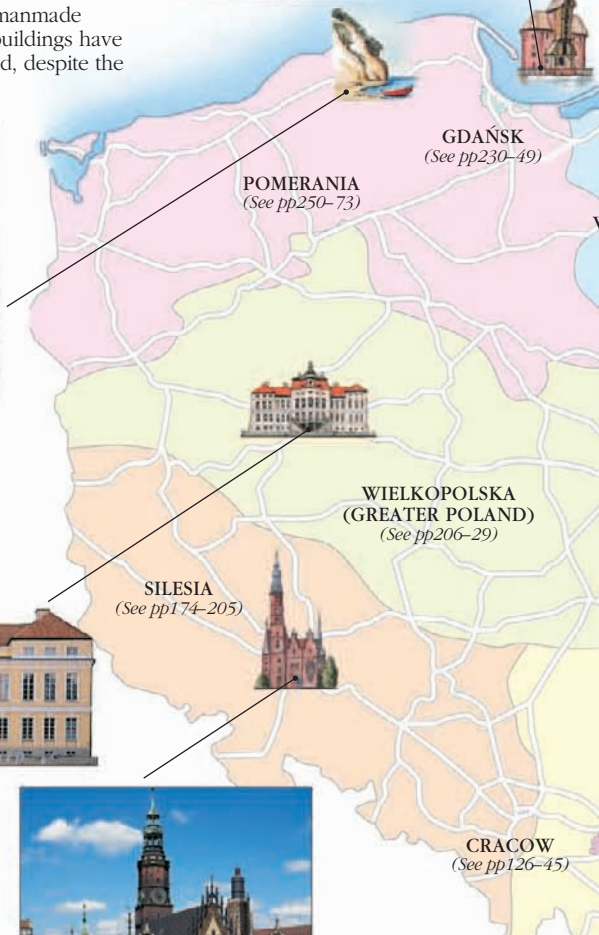 manmade
buildings have
d, despite the
GDAŃSK
(See pp230–49)
POMERANIA
(See pp250–73)
WIELKOPOLSKA
(GREATER POLAND)
(See pp206–29)
SILESIA
(See pp174–205)
CRACOW
(See pp126–45)